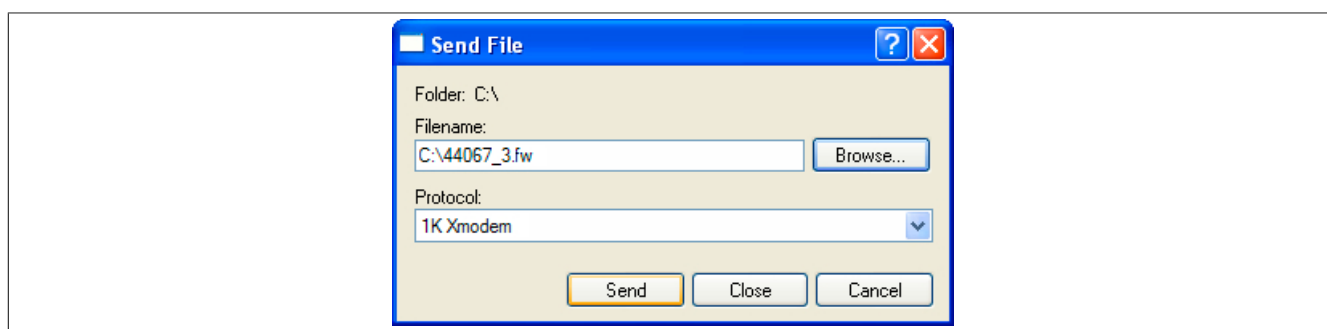 Send File
Folder: C:\
Filename:
C:\44067_3.fw Browse...
Protocol:
1K Xmodem
Send Close Cancel